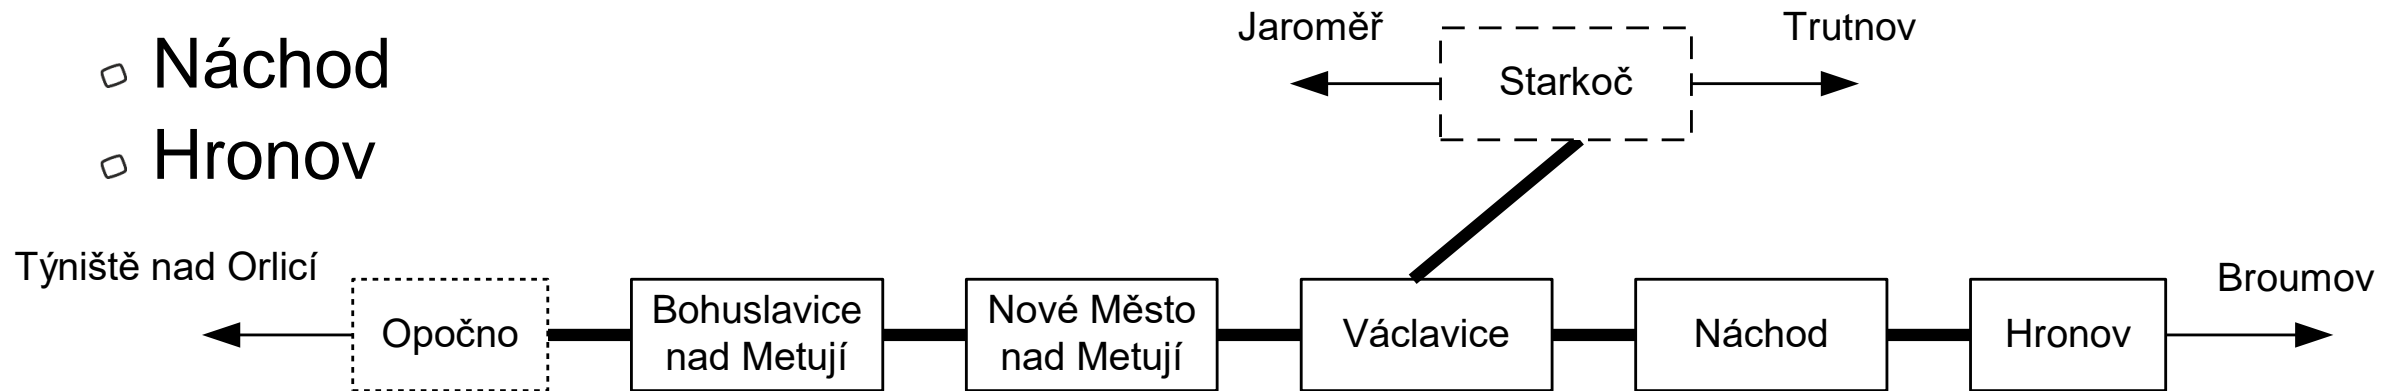 Náchod
Hronov
Jaroměř
Trutnov
Starkoč
Týniště nad Orlicí
Broumov
Opočno
Bohuslavice
nad Metují
Nové Město
nad Metují
Václavice
Náchod
Hronov